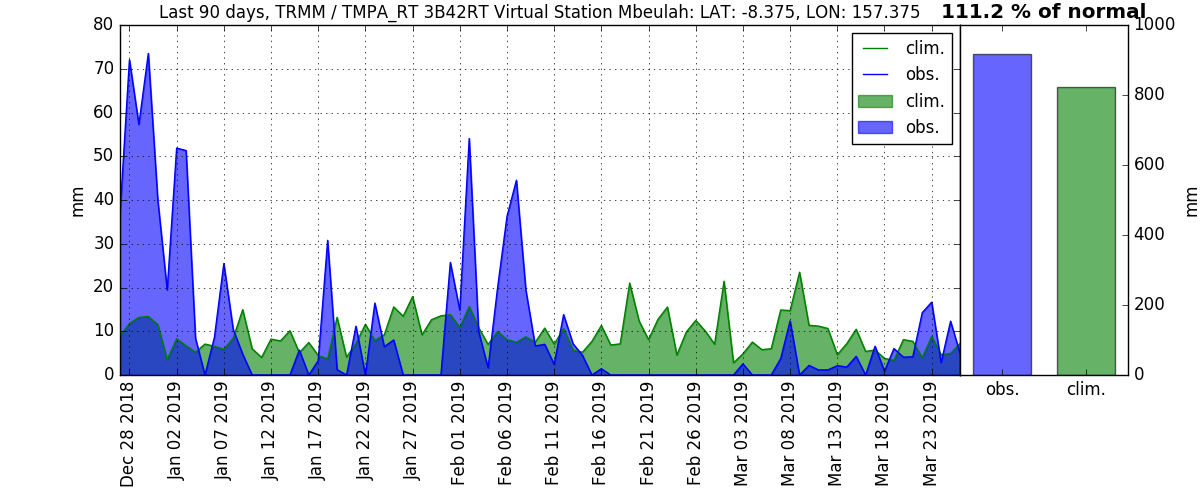 Last 90 days, TRMM / TMPA_RT 3B42RT Virtual Station Mbeulah: LAT: -8.375, LON: 157.375
111.2 % of normal
80
70
60
50
40
30
20
10
0
mm
clim.
obs.
clim.
obs.
Dec 28 2018
Jan 02 2019
Jan 07 2019
Jan 12 2019
Jan 17 2019
Jan 22 2019
Jan 27 2019
Feb 01 2019
Feb 06 2019
Feb 11 2019
Feb 16 2019
Feb 21 2019
Feb 26 2019
Mar 03 2019
Mar 08 2019
Mar 13 2019
Mar 18 2019
Mar 23 2019
1000
800
600
400
200
0
mm
obs.
clim.